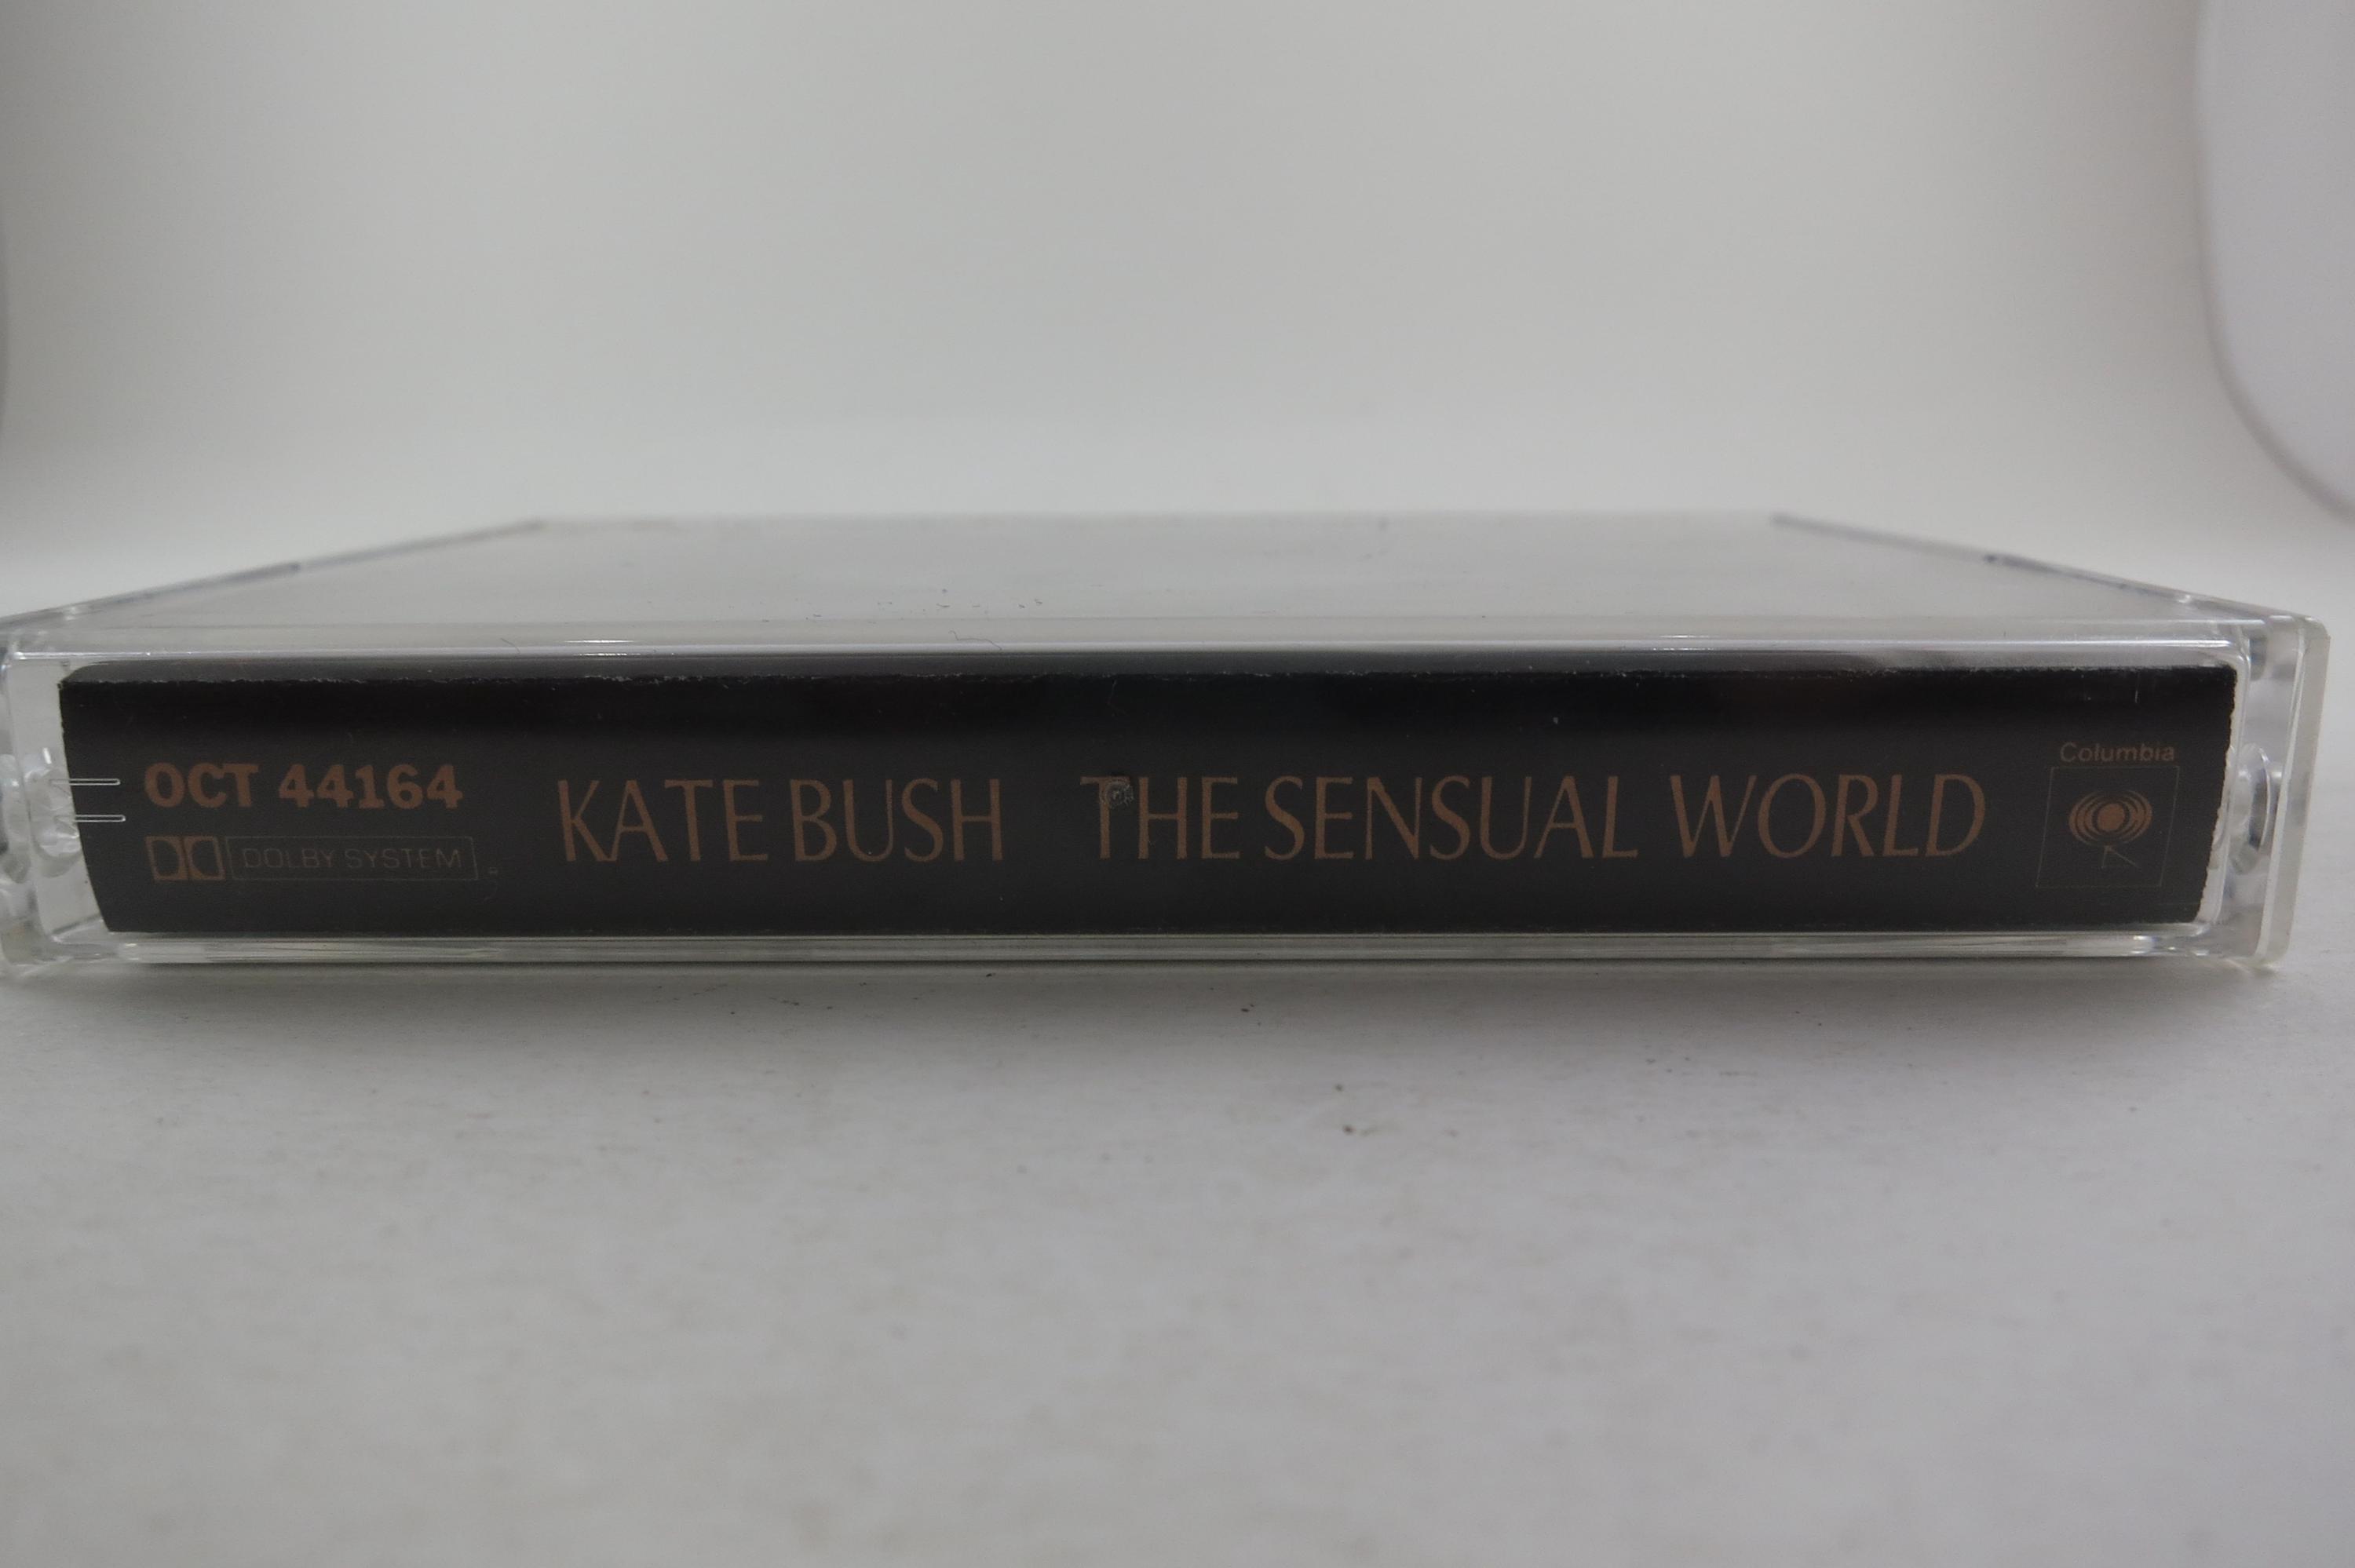 OCT 44164
DOLBY SYSTEM
KATE BUSH THE SENSUAL WORLD
Columbia